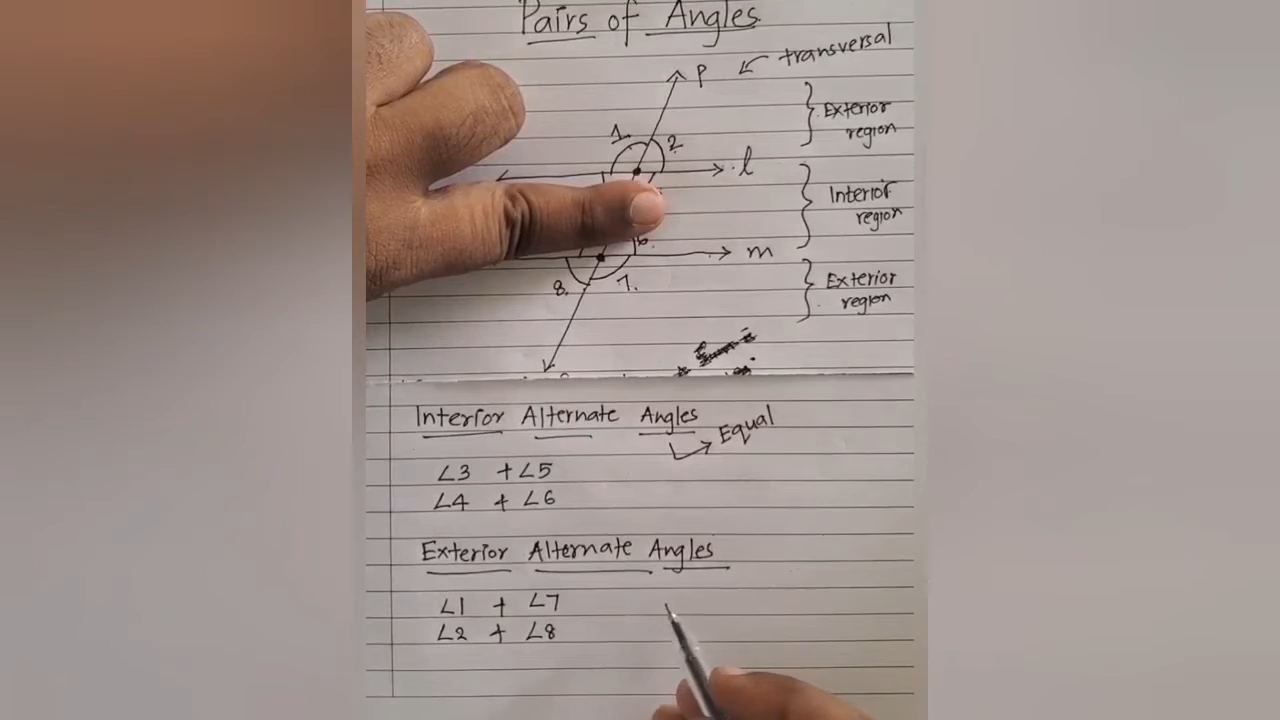 Pairs of Angles
transversal
P
Exterior region
1.
2.
l
Interior region
6.
m
Exterior region
8.
7.
Interior Alternate Angles
Equal
∠3 + ∠5
∠4 + ∠6
Exterior Alternate Angles
∠1 + ∠7
∠2 + ∠8